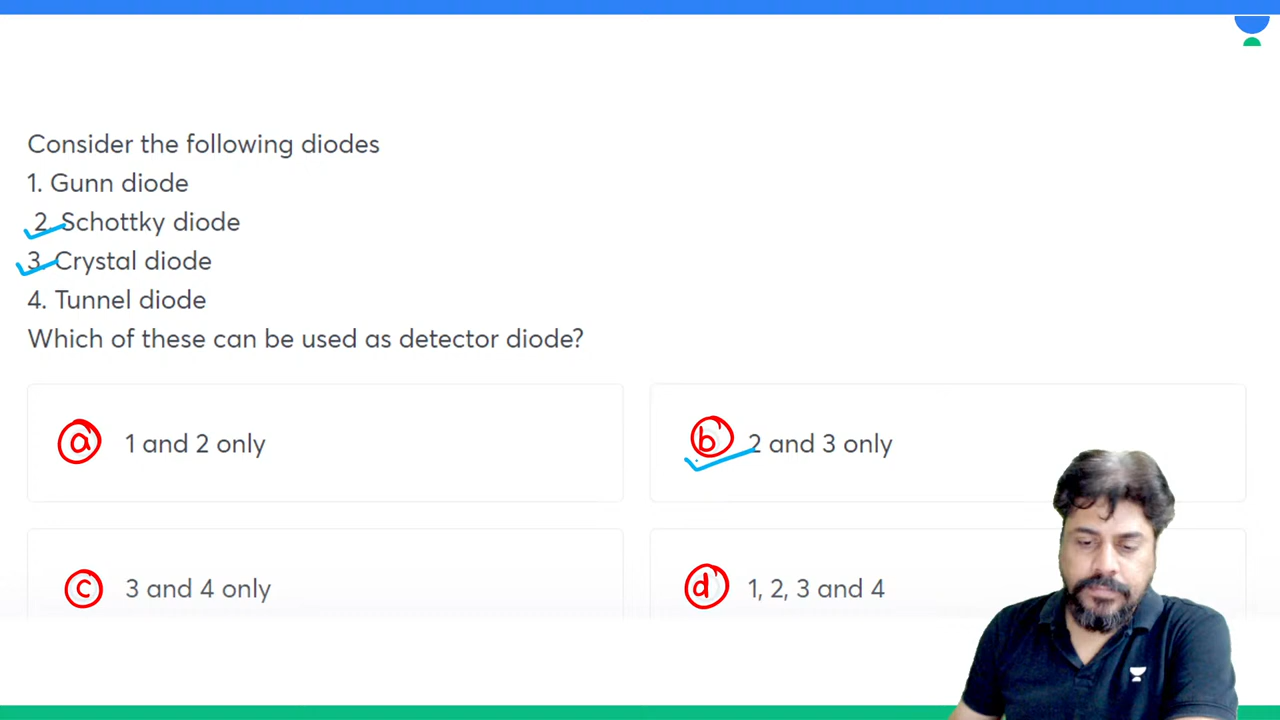 Consider the following diodes
1. Gunn diode
2. Schottky diode
3. Crystal diode
4. Tunnel diode
Which of these can be used as detector diode?
a 1 and 2 only
b 2 and 3 only
c 3 and 4 only
d 1, 2, 3 and 4